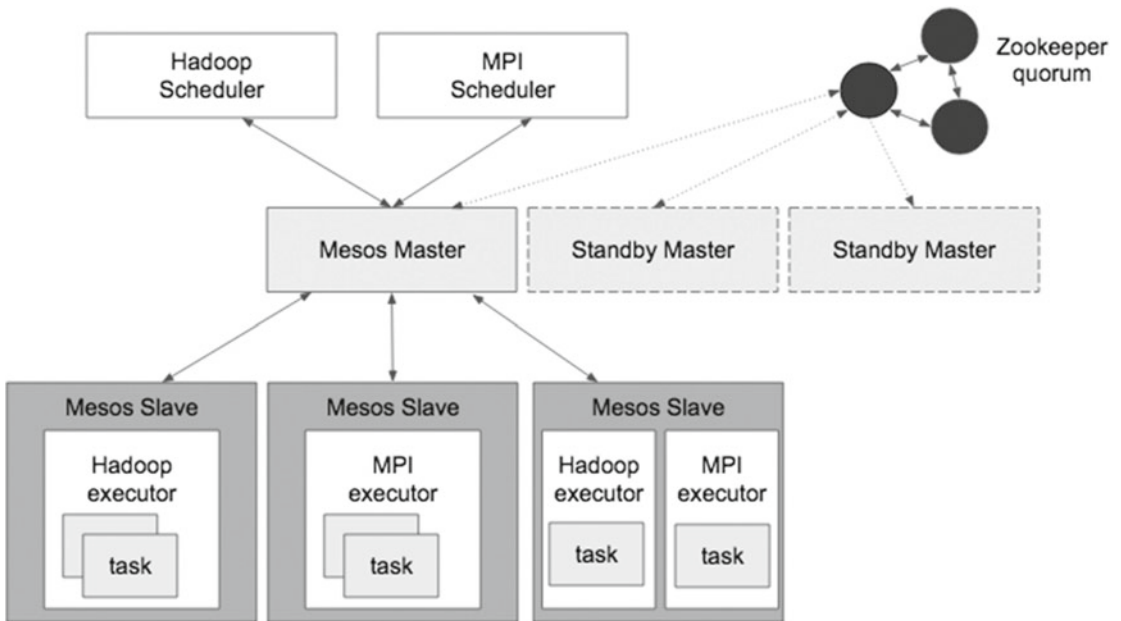 Hadoop
Scheduler
MPI
Scheduler
Zookeeper
quorum
Mesos Master
Standby Master
Standby Master
Mesos Slave
Hadoop
executor
task
Mesos Slave
MPI
executor
task
Mesos Slave
Hadoop
executor
task
MPI
executor
task